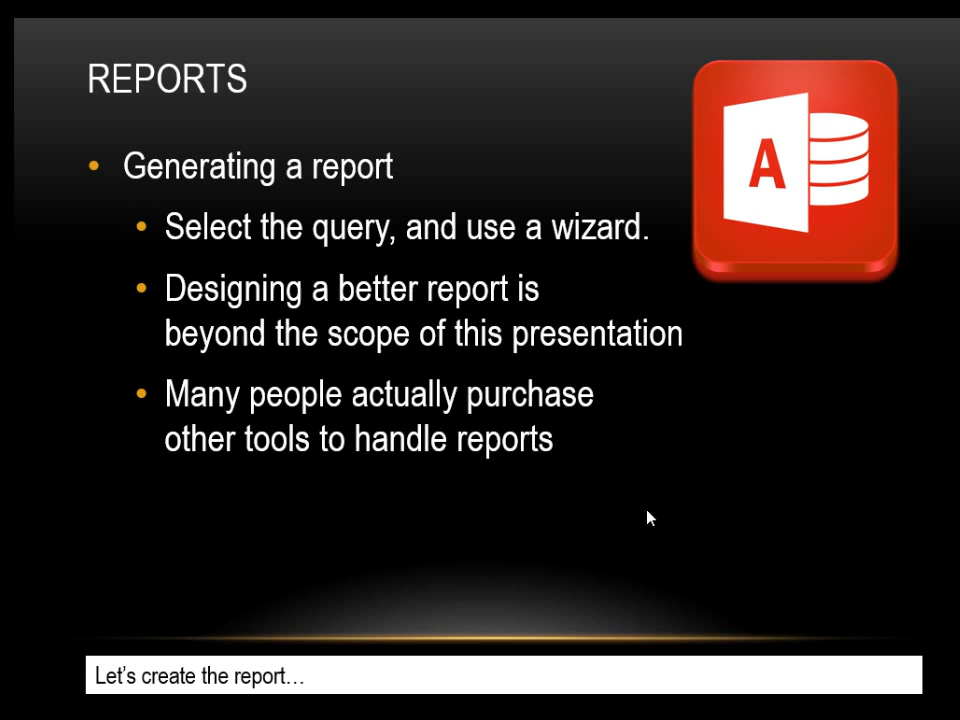 REPORTS
• Generating a report
• Select the query, and use a wizard.
• Designing a better report is
beyond the scope of this presentation
• Many people actually purchase
other tools to handle reports
A
Let's create the report…